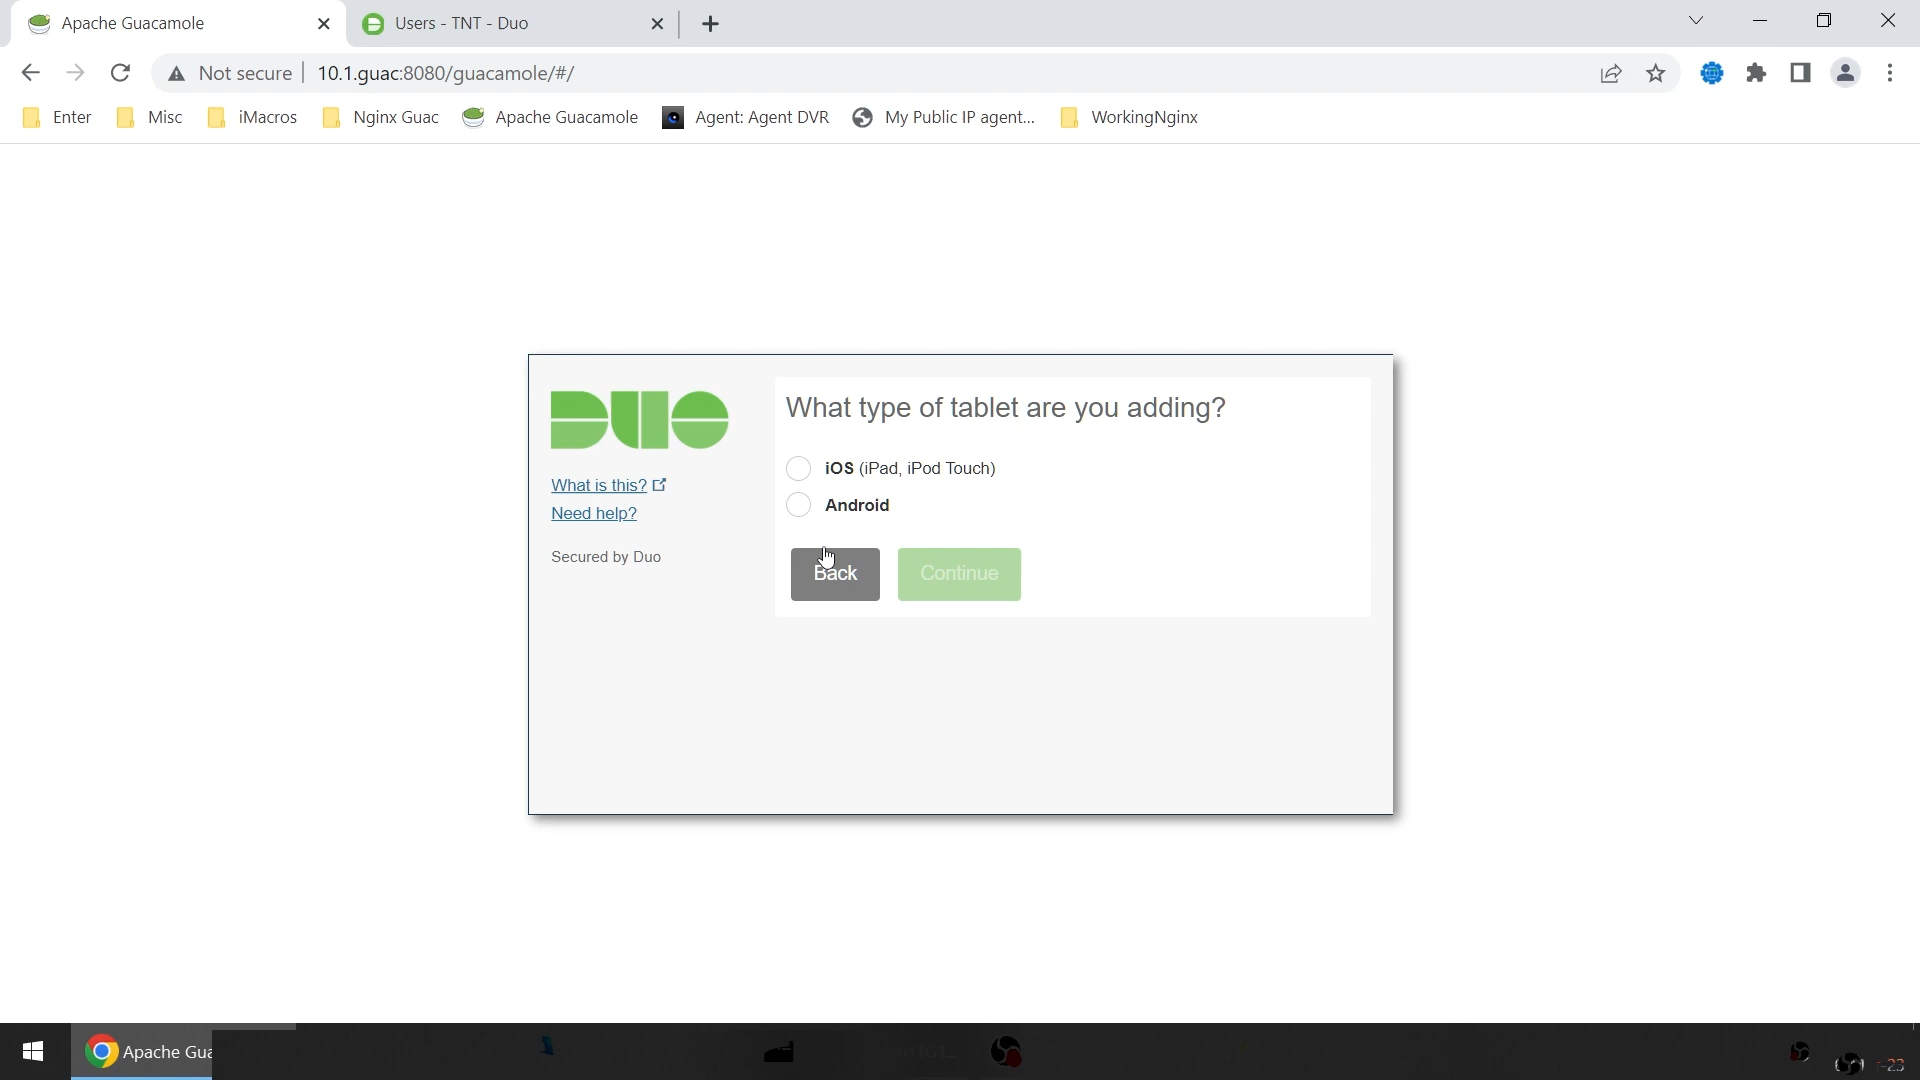 Apache Guacamole
Users - TNT - Duo
Not secure
10.1.guac:8080/guacamole/#/
Enter
Misc
iMacros
Nginx Guac
Apache Guacamole
Agent: Agent DVR
My Public IP agent...
WorkingNginx
DUO
What is this?
Need help?
Secured by Duo
What type of tablet are you adding?
iOS (iPad, iPod Touch)
Android
Back
Continue
Apache Gua